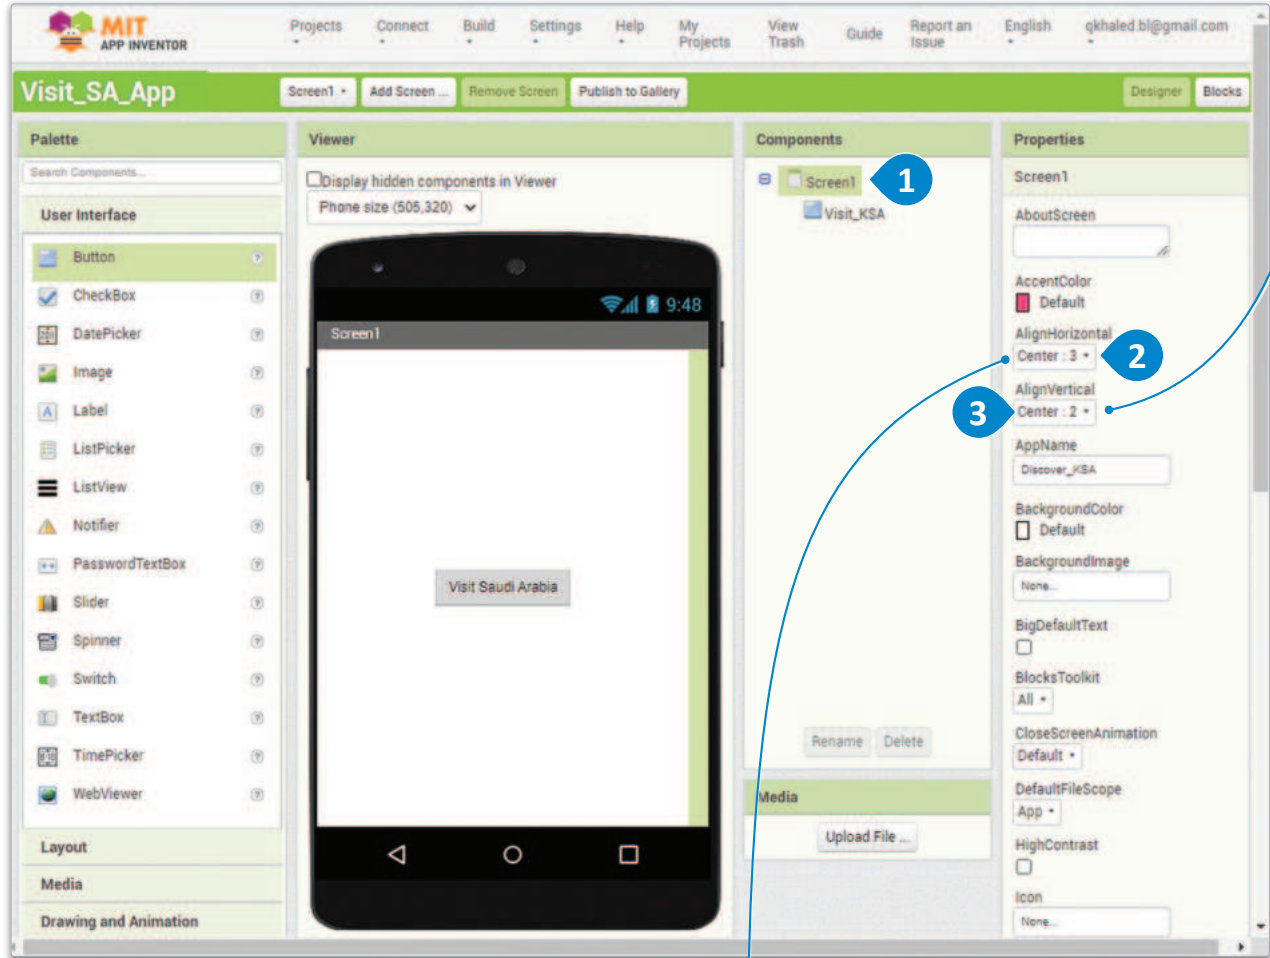 MIT
APP INVENTOR
Projects
Connect
Build
Settings
Help
My Projects
View Trash
Guide
Report an Issue
English
qkhaled.bl@gmail.com
Visit_SA_App
Screen1
Add Screen ...
Remove Screen
Publish to Gallery
Designer
Blocks
Palette
Search Components...
User Interface
Button
CheckBox
DatePicker
Image
Label
ListPicker
ListView
Notifier
PasswordTextBox
Slider
Spinner
Switch
TextBox
TimePicker
WebViewer
Layout
Media
Drawing and Animation
Viewer
Display hidden components in Viewer
Phone size (505,320)
9:48
Screen1
Visit Saudi Arabia
Components
Screen1
1
Visit_KSA
Rename
Delete
Media
Upload File ...
Properties
Screen1
AboutScreen
AccentColor
Default
AlignHorizontal
Center : 3
2
AlignVertical
3
Center : 2
AppName
Discover_KSA
BackgroundColor
Default
BackgroundImage
None...
BigDefaultText
BlocksToolkit
All
CloseScreenAnimation
Default
DefaultFileScope
App
HighContrast
Icon
None...